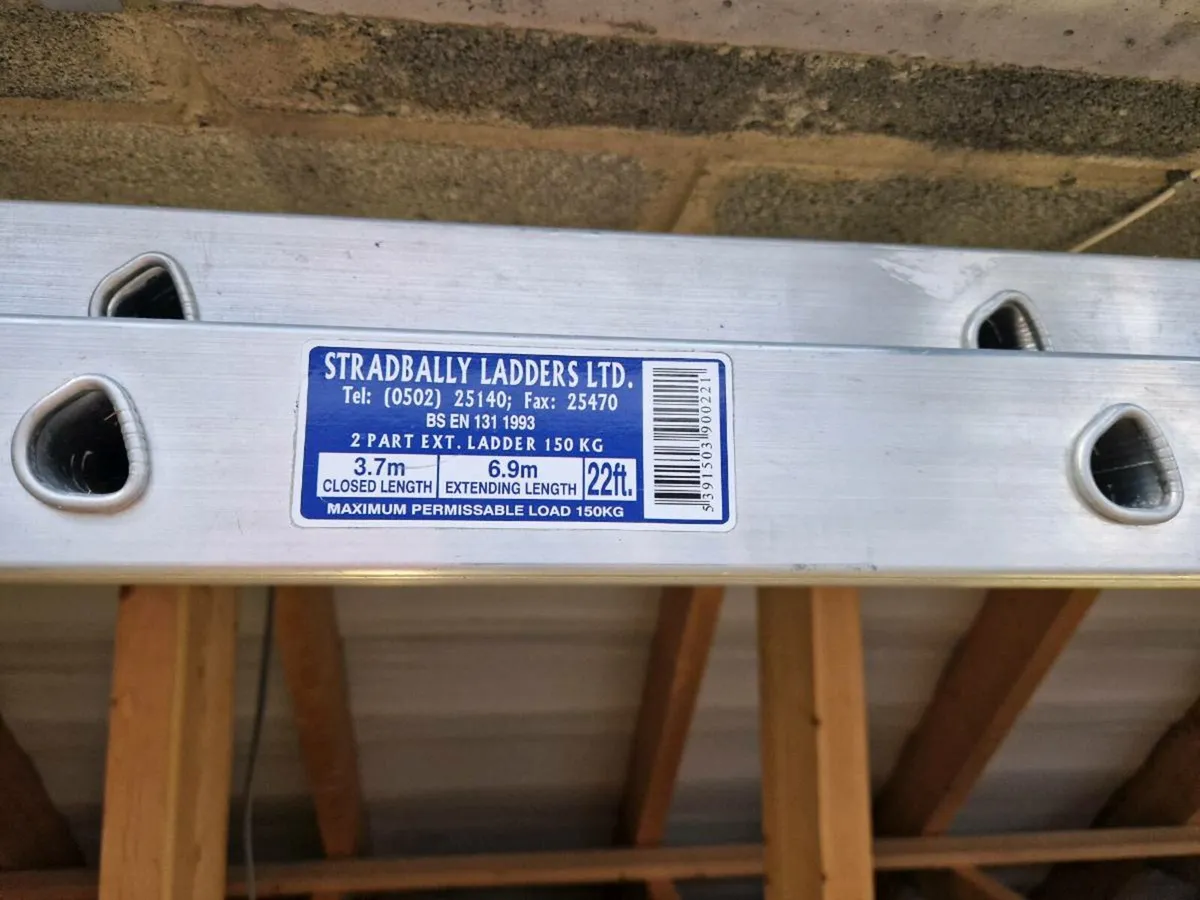 STRADBALLY LADDERS LTD.
Tel: (0502) 25140; Fax: 25470
BS EN 131 1993
2 PART EXT. LADDER 150 KG
3.7m
CLOSED LENGTH
6.9m
EXTENDING LENGTH
22ft.
MAXIMUM PERMISSABLE LOAD 150KG
5391503900221